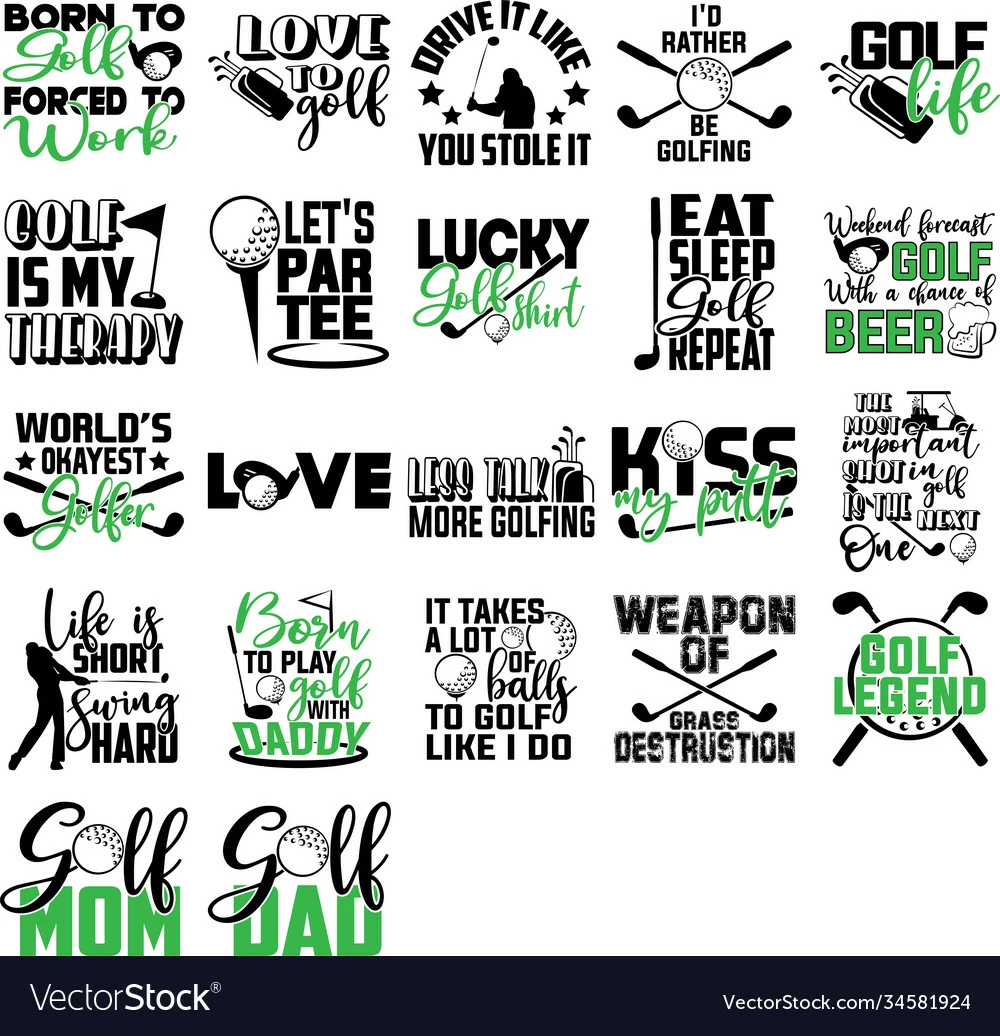 BORN TO
Golf
FORCED TO
Work
LOVE
TO
golf
DRIVE IT LIKE
YOU STOLE IT
I'D
RATHER
BE
GOLFING
GOLF
life
GOLF
IS MY
THERAPY
LET'S
PAR
TEE
LUCKY
Golf shirt
EAT
SLEEP
Golf
REPEAT
Weekend forecast
GOLF
With a chance of
BEER
WORLD'S
OKAYEST
Golfer
LOVE
LESS TALK
MORE GOLFING
KISS
my putt
THE
MOST
important
SHOT in
golf
IS THE NEXT
One
Life is
SHORT
Swing
HARD
Born
TO PLAY
golf
WITH
DADDY
IT TAKES
A LOT
OF
balls
TO GOLF
LIKE I DO
WEAPON
OF
GRASS
DESTRUSTION
GOLF
LEGEND
Golf
MOM
Golf
DAD
VectorStock®
VectorStock.com/34581924